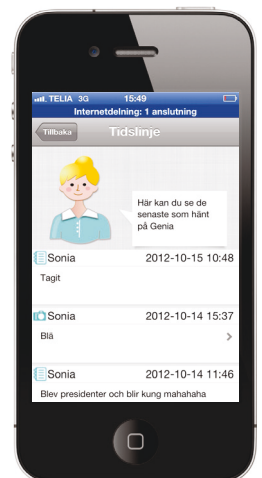 TELIA 3G 15:49
Internetdelning: 1 anslutning
Tillbaka Tidslinje
Här kan du se de
senaste som hänt
på Genia
Sonia 2012-10-15 10:48
Tagit
Sonia 2012-10-14 15:37
Blä
Sonia 2012-10-14 11:46
Blev presidenter och blir kung mahahaha